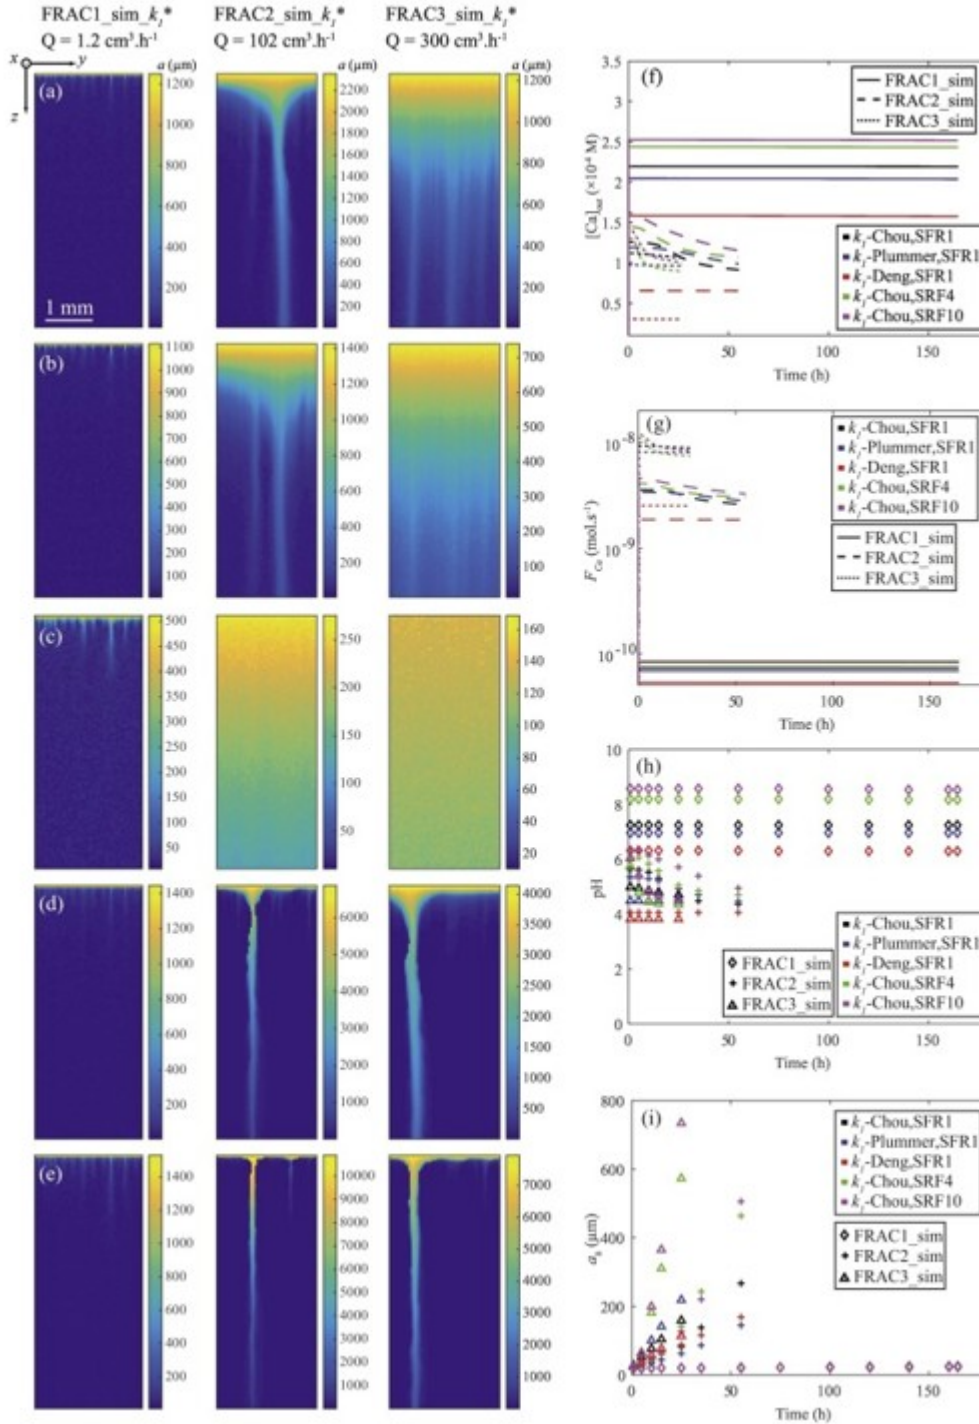 FRAC1_sim_k₁* FRAC2_sim_k₁* FRAC3_sim_k₁*
Q = 1.2 cm³.h⁻¹ Q = 102 cm³.h⁻¹ Q = 300 cm³.h⁻¹
x y a (µm) a (µm) a (µm)
z
(a)
1200
1000
800
600
400
200
1 mm
2200
2000
1800
1600
1400
1200
1000
800
600
400
200
1200
1000
800
600
400
200
(b)
1100
1000
900
800
700
600
500
400
300
200
100
1400
1200
1000
800
600
400
200
700
600
500
400
300
200
100
(c)
500
450
400
350
300
250
200
150
100
50
250
200
150
100
50
160
140
120
100
80
60
40
20
(d)
1400
1200
1000
800
600
400
200
6000
5000
4000
3000
2000
1000
4000
3500
3000
2500
2000
1500
1000
500
(e)
1400
1200
1000
800
600
400
200
10000
9000
8000
7000
6000
5000
4000
3000
2000
1000
7000
6000
5000
4000
3000
2000
1000
(f)
FRAC1_sim
FRAC2_sim
FRAC3_sim
3.5
3
2.5
2
1.5
1
0.5
k₁-Chou,SFR1
k₁-Plummer,SFR1
k₁-Deng,SFR1
k₁-Chou,SRF4
k₁-Chou,SRF10
0 50 100 150
Time (h)
(g)
10⁻⁸
10⁻⁹
10⁻¹⁰
F_Ca (mol.s⁻¹)
k₁-Chou,SFR1
k₁-Plummer,SFR1
k₁-Deng,SFR1
k₁-Chou,SRF4
k₁-Chou,SRF10
FRAC1_sim
FRAC2_sim
FRAC3_sim
0 50 100 150
Time (h)
(h)
10
8
6
4
2
0
pH
FRAC1_sim
FRAC2_sim
FRAC3_sim
k₁-Chou,SFR1
k₁-Plummer,SFR1
k₁-Deng,SFR1
k₁-Chou,SRF4
k₁-Chou,SRF10
0 50 100 150
Time (h)
(i)
800
600
400
200
0
k₁-Chou,SFR1
k₁-Plummer,SFR1
k₁-Deng,SFR1
k₁-Chou,SRF4
k₁-Chou,SRF10
FRAC1_sim
FRAC2_sim
FRAC3_sim
0 50 100 150
Time (h)